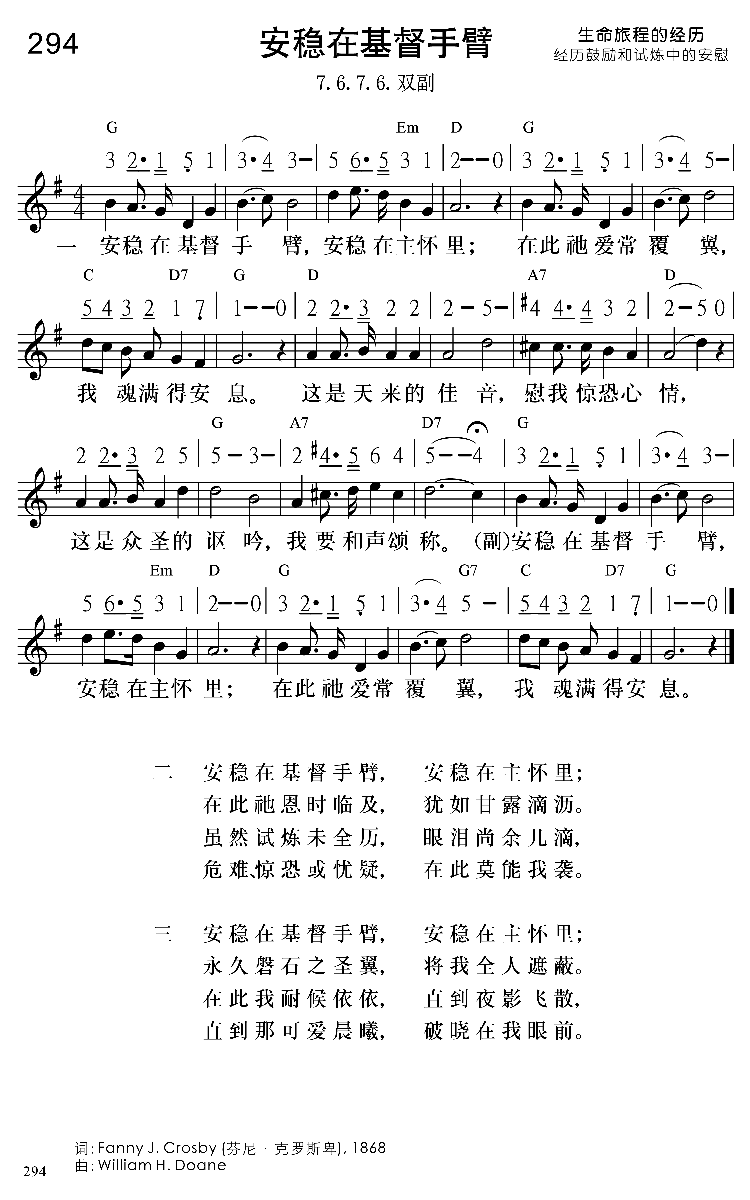 294
安稳在基督手臂
生命旅程的经历
经历鼓励和试炼中的安慰
7. 6. 7. 6. 双副
G Em D G
3 2• 1 5 1 | 3•4 3– | 5 6• 5 3 1 | 2––0 | 3 2• 1 5 1 | 3•4 5– |
4
4
一 安稳在基督手 臂，安稳在主怀里； 在此祂爱常覆 翼，
C D7 G D A7 D
5 4 3 2 1 7 | 1––0 | 2 2• 3 2 2 | 2–5– | #4 4• 4 3 2 | 2–5 0 |
我 魂满得安息。 这是天来的佳音，慰我惊恐心情，
G A7 D7 G
2 2• 3 2 5 | 5–3– | 2 #4• 5 6 4 | 5––4 | 3 2• 1 5 1 | 3•4 3– |
这是众圣的讴吟，我要和声颂称。(副)安稳在基督手 臂，
Em D G G7 C D7 G
5 6• 5 3 1 | 2––0 | 3 2• 1 5 1 | 3•4 5 – | 5 4 3 2 1 7 | 1––0 ‖
安稳在主怀里； 在此祂爱常覆 翼， 我 魂满得安息。
二 安稳在基督手臂， 安稳在主怀里；
在此祂恩时临及， 犹如甘露滴沥。
虽然试炼未全历， 眼泪尚余几滴，
危难、惊恐或忧疑， 在此莫能我袭。
三 安稳在基督手臂， 安稳在主怀里；
永久磐石之圣翼， 将我全人遮蔽。
在此我耐候依依， 直到夜影飞散，
直到那可爱晨曦， 破晓在我眼前。
词: Fanny J. Crosby (芬尼 · 克罗斯卑), 1868
曲: William H. Doane
294